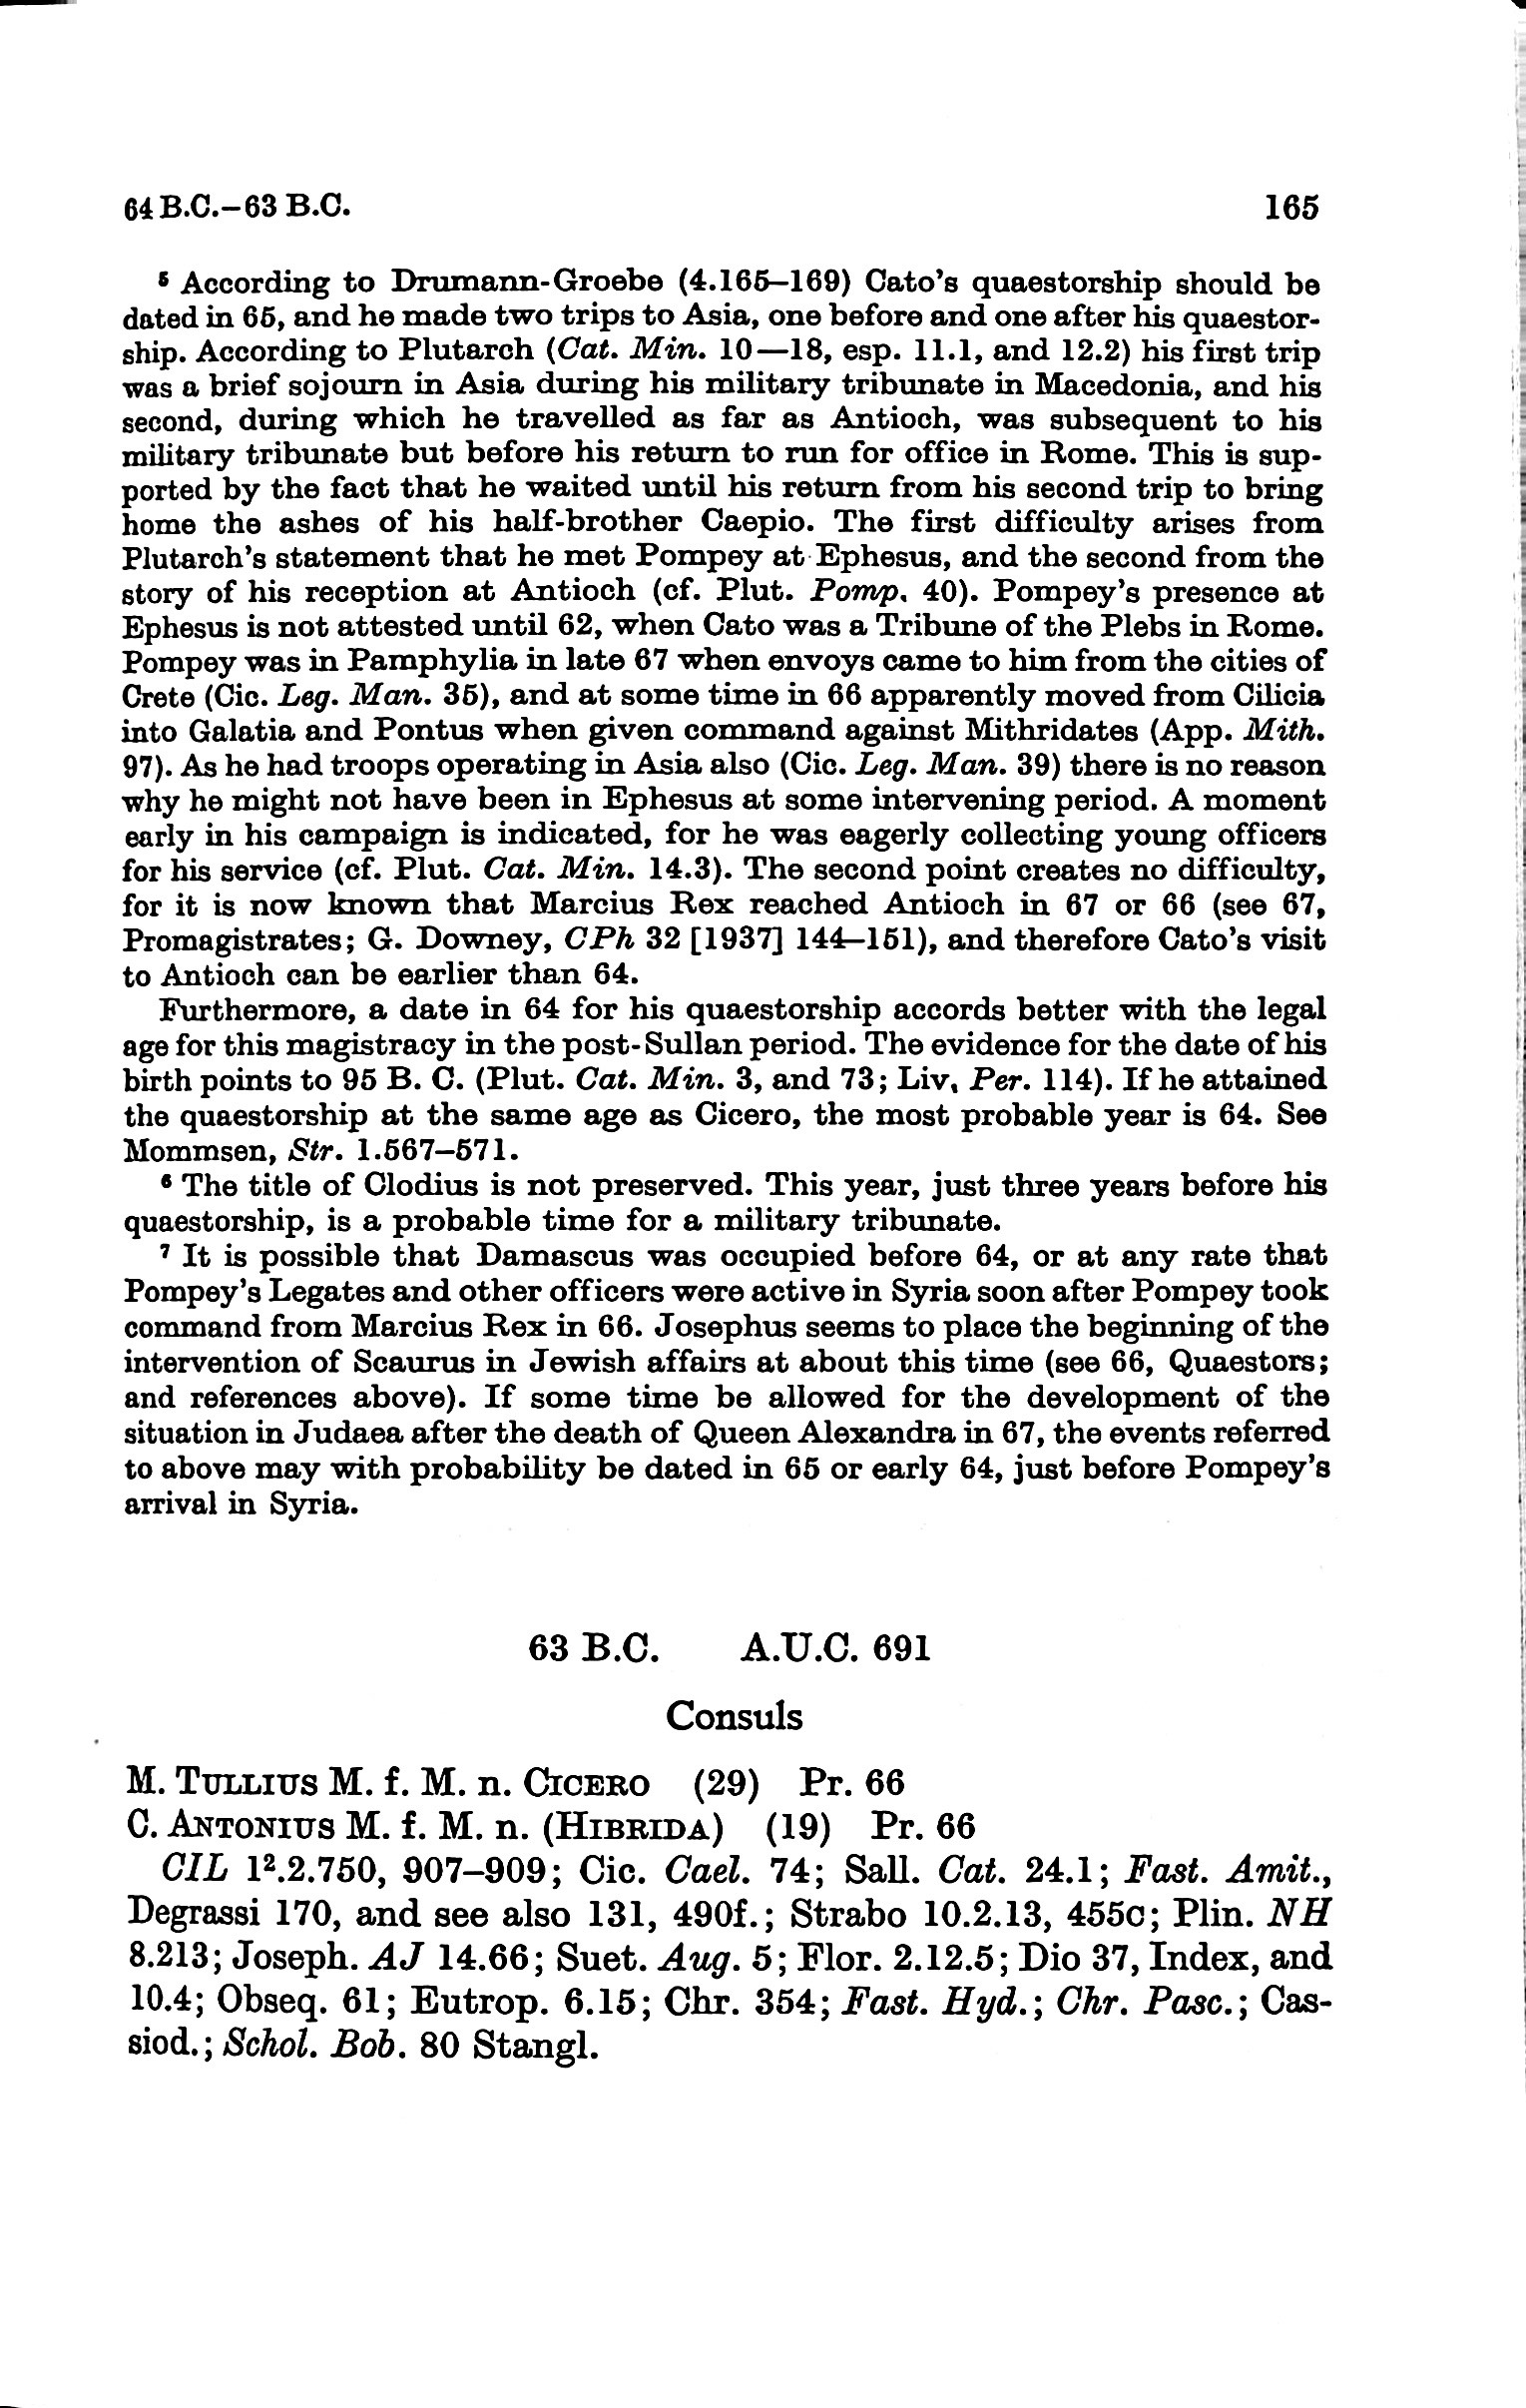 64 B.C.–63 B.C. 165
⁵ According to Drumann-Groebe (4.165–169) Cato's quaestorship should be
dated in 65, and he made two trips to Asia, one before and one after his quaestor-
ship. According to Plutarch (Cat. Min. 10—18, esp. 11.1, and 12.2) his first trip
was a brief sojourn in Asia during his military tribunate in Macedonia, and his
second, during which he travelled as far as Antioch, was subsequent to his
military tribunate but before his return to run for office in Rome. This is sup-
ported by the fact that he waited until his return from his second trip to bring
home the ashes of his half-brother Caepio. The first difficulty arises from
Plutarch's statement that he met Pompey at Ephesus, and the second from the
story of his reception at Antioch (cf. Plut. Pomp. 40). Pompey's presence at
Ephesus is not attested until 62, when Cato was a Tribune of the Plebs in Rome.
Pompey was in Pamphylia in late 67 when envoys came to him from the cities of
Crete (Cic. Leg. Man. 35), and at some time in 66 apparently moved from Cilicia
into Galatia and Pontus when given command against Mithridates (App. Mith.
97). As he had troops operating in Asia also (Cic. Leg. Man. 39) there is no reason
why he might not have been in Ephesus at some intervening period. A moment
early in his campaign is indicated, for he was eagerly collecting young officers
for his service (cf. Plut. Cat. Min. 14.3). The second point creates no difficulty,
for it is now known that Marcius Rex reached Antioch in 67 or 66 (see 67,
Promagistrates; G. Downey, CPh 32 [1937] 144–151), and therefore Cato's visit
to Antioch can be earlier than 64.
Furthermore, a date in 64 for his quaestorship accords better with the legal
age for this magistracy in the post-Sullan period. The evidence for the date of his
birth points to 95 B. C. (Plut. Cat. Min. 3, and 73; Liv. Per. 114). If he attained
the quaestorship at the same age as Cicero, the most probable year is 64. See
Mommsen, Str. 1.567–571.
⁶ The title of Clodius is not preserved. This year, just three years before his
quaestorship, is a probable time for a military tribunate.
⁷ It is possible that Damascus was occupied before 64, or at any rate that
Pompey's Legates and other officers were active in Syria soon after Pompey took
command from Marcius Rex in 66. Josephus seems to place the beginning of the
intervention of Scaurus in Jewish affairs at about this time (see 66, Quaestors;
and references above). If some time be allowed for the development of the
situation in Judaea after the death of Queen Alexandra in 67, the events referred
to above may with probability be dated in 65 or early 64, just before Pompey's
arrival in Syria.
63 B.C. A.U.C. 691
Consuls
M. TULLIUS M. f. M. n. CICERO (29) Pr. 66
C. ANTONIUS M. f. M. n. (HIBRIDA) (19) Pr. 66
CIL 1².2.750, 907–909; Cic. Cael. 74; Sall. Cat. 24.1; Fast. Amit.,
Degrassi 170, and see also 131, 490f.; Strabo 10.2.13, 455c; Plin. NH
8.213; Joseph. AJ 14.66; Suet. Aug. 5; Flor. 2.12.5; Dio 37, Index, and
10.4; Obseq. 61; Eutrop. 6.15; Chr. 354; Fast. Hyd.; Chr. Pasc.; Cas-
siod.; Schol. Bob. 80 Stangl.